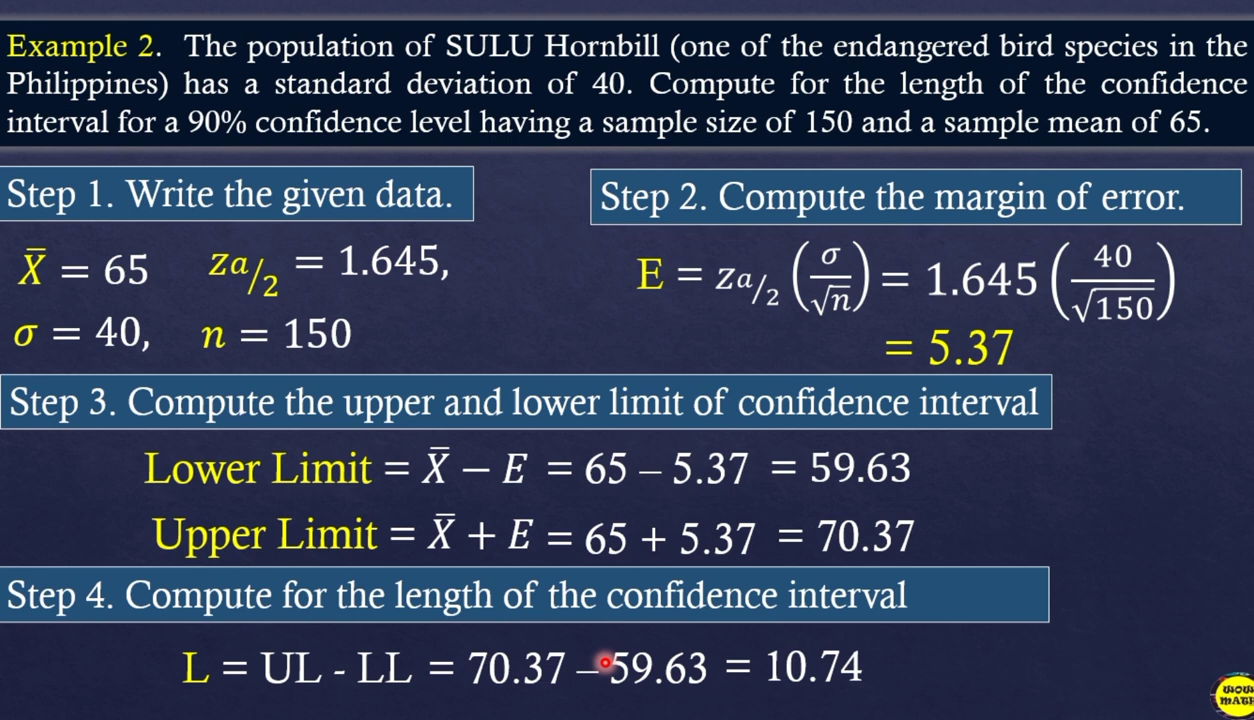 Example 2. The population of SULU Hornbill (one of the endangered bird species in the
Philippines) has a standard deviation of 40. Compute for the length of the confidence
interval for a 90% confidence level having a sample size of 150 and a sample mean of 65.
Step 1. Write the given data.
X̄ = 65 za/2 = 1.645,
σ = 40, n = 150
Step 2. Compute the margin of error.
E = za/2 (σ/√n) = 1.645 (40/√150)
= 5.37
Step 3. Compute the upper and lower limit of confidence interval
Lower Limit = X̄ − E = 65 – 5.37 = 59.63
Upper Limit = X̄ + E = 65 + 5.37 = 70.37
Step 4. Compute for the length of the confidence interval
L = UL - LL = 70.37 – 59.63 = 10.74
WOW
MATH